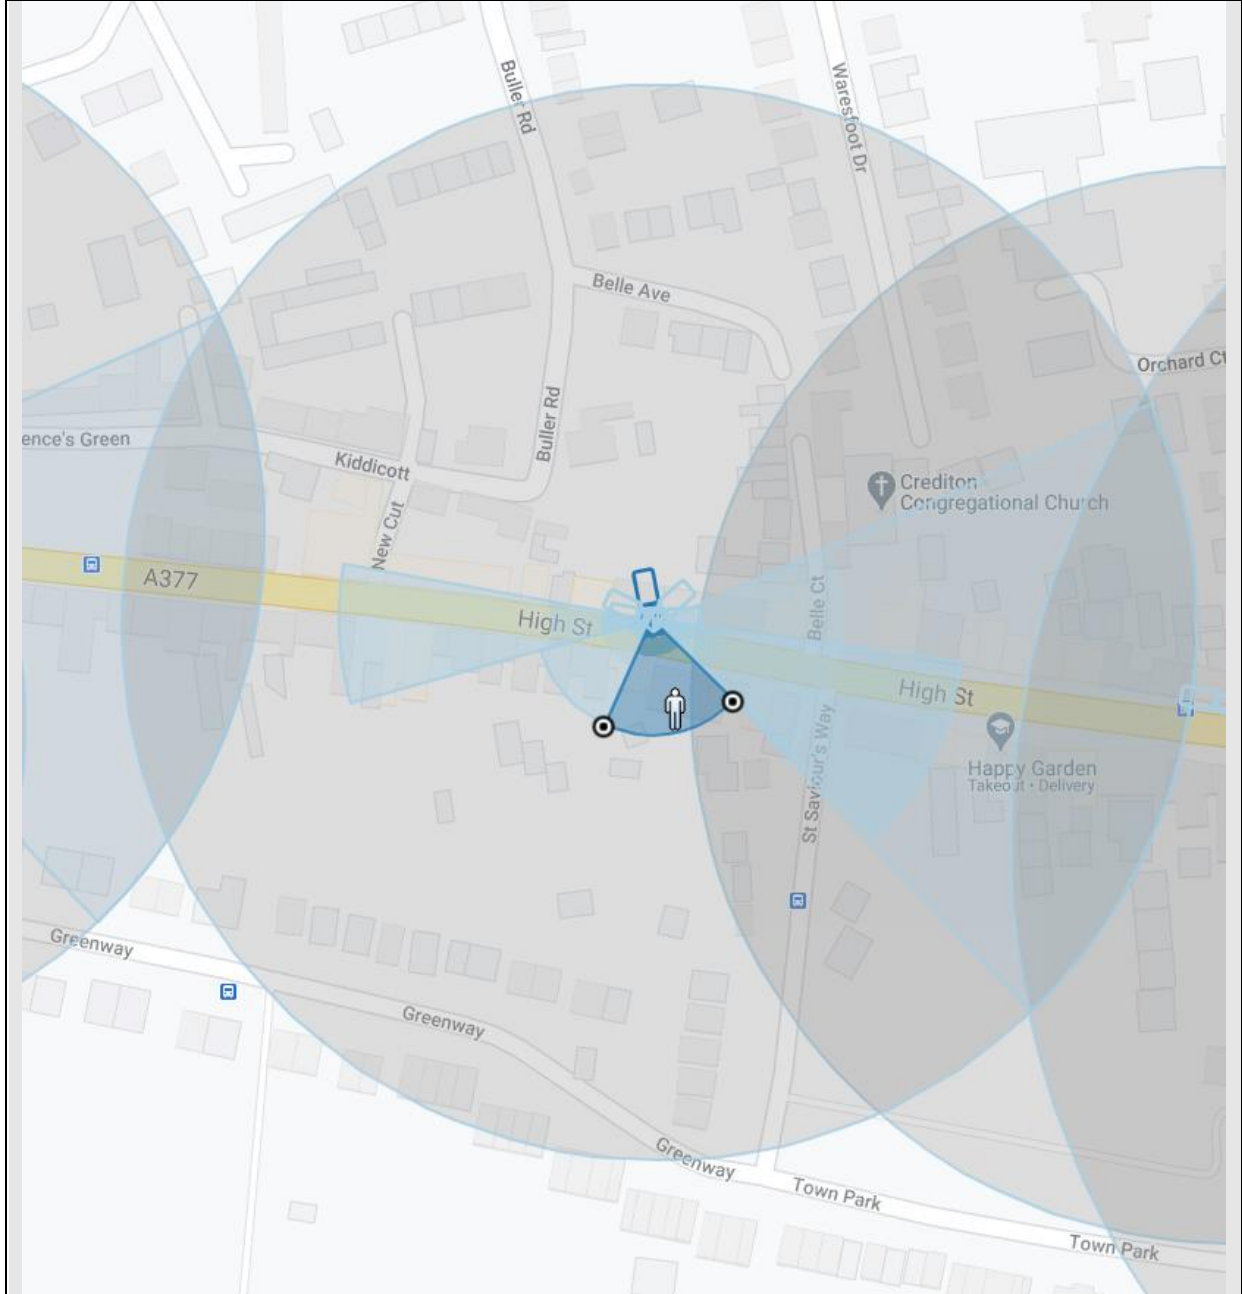 Buller Rd
Waresfoot Dr
Belle Ave
Orchard Ct
ence's Green
Buller Rd
Kiddicott
Crediton
Congregational Church
New Cut
A377
High St
Belle Ct
High St
St Saviour's Way
Happy Garden
Takeout • Delivery
Greenway
Greenway
Greenway
Town Park
Town Park